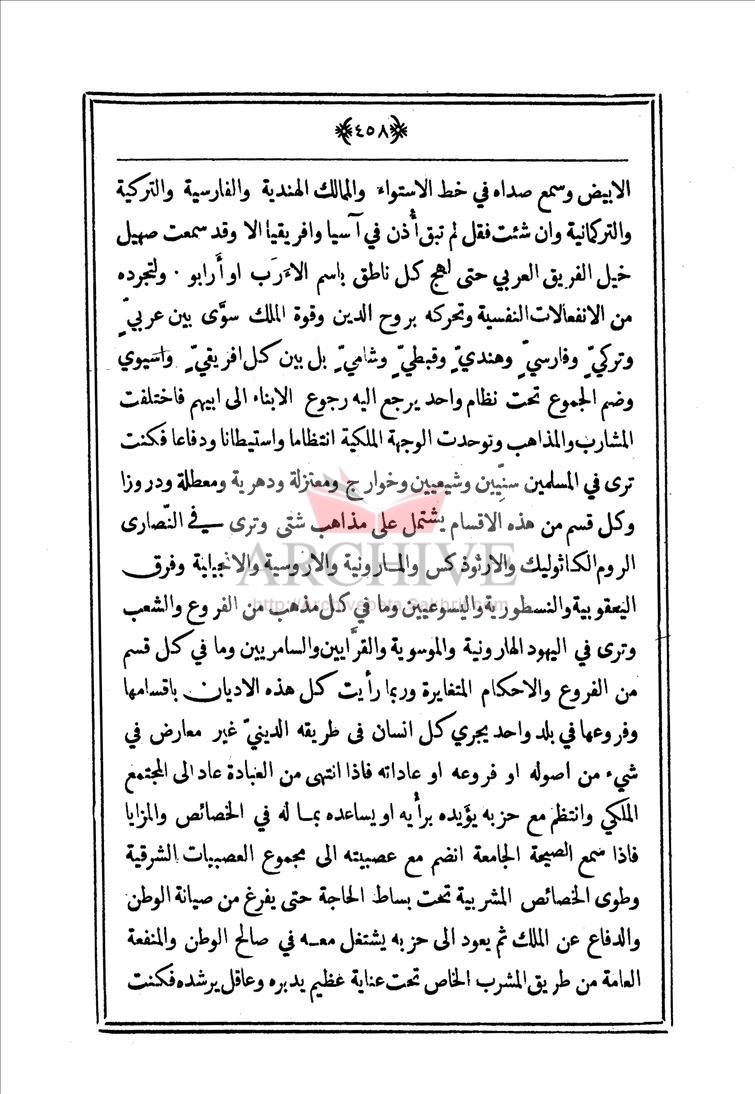 ﴿٤٥٨﴾
الابيض وسمع صداه في خط الاستواء والمالك الهندية والفارسية والتركية
والتركانية وان شئت فقل لم تبق أُذن في آسيا وافريقيا الا وقد سمعت صهيل
خيل الفريق العربي حتى لهج كل ناطق باسم الاَرَب او أَرابو · ولتجرده
من الانفعالات النفسية وتحركه بروح الدين وقوة الملك سوَّى بين عربيٍّ
وتركيٍّ وفارسيٍّ وهنديٍّ وقبطيٍّ وشاميٍّ بل بين كل افريقيٍّ واسيوي
وضم الجموع تحت نظام واحد يرجع اليه رجوع الابناء الى ابيهم فاختلفت
المشارب والمذاهب وتوحدت الوجهة الملكية انتظاما واستيطانا ودفاعا فكنت
ترى في المسلمين سنِّيين وشيعيين وخوارج ومعتزلة ودهرية ومعطلة ودروزا
وكل قسم من هذه الاقسام يشتمل على مذاهب شتى وترى في النّصارى
ARCHIVE
الروم الكاثوليك والارثوذكس والمارونية والاروسية والانجيلية وفرق
اليعقوبية والنسطورية واليسوعيين وما في كل مذهب من الفروع والشعب
وترى في اليهود الهارونية والموسوية والقرَّايين والسامريين وما في كل قسم
من الفروع والاحكام المتغايرة وربما رأيت كل هذه الاديان باقسامها
وفروعها في بلد واحد يجري كل انسان في طريقه الدينيّ غير معارض في
شيء من اصوله او فروعه او عاداته فاذا انتهى من العبادة عاد الى المجتمع
الملكي وانتظم مع حزبه يؤيده برأيه او يساعده بما له في الخصائص والمزايا
فاذا سمع الصيحة الجامعة انضم مع عصبيته الى مجموع العصبيات الشرقية
وطوى الخصائص المشربية تحت بساط الحاجة حتى يفرغ من صيانة الوطن
والدفاع عن الملك ثم يعود الى حزبه يشتغل معه في صالح الوطن والمنفعة
العامة من طريق المشرب الخاص تحت عناية عظيم يدبره وعاقل يرشده فكنت